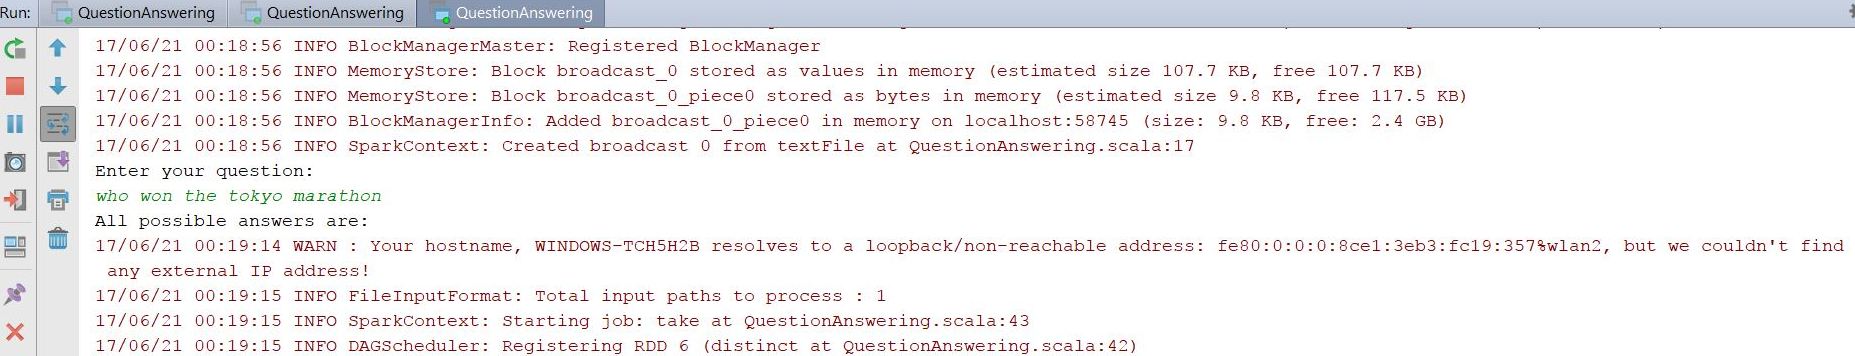 Run: QuestionAnswering QuestionAnswering QuestionAnswering
17/06/21 00:18:56 INFO BlockManagerMaster: Registered BlockManager
17/06/21 00:18:56 INFO MemoryStore: Block broadcast_0 stored as values in memory (estimated size 107.7 KB, free 107.7 KB)
17/06/21 00:18:56 INFO MemoryStore: Block broadcast_0_piece0 stored as bytes in memory (estimated size 9.8 KB, free 117.5 KB)
17/06/21 00:18:56 INFO BlockManagerInfo: Added broadcast_0_piece0 in memory on localhost:58745 (size: 9.8 KB, free: 2.4 GB)
17/06/21 00:18:56 INFO SparkContext: Created broadcast 0 from textFile at QuestionAnswering.scala:17
Enter your question:
who won the tokyo marathon
All possible answers are:
17/06/21 00:19:14 WARN : Your hostname, WINDOWS-TCH5H2B resolves to a loopback/non-reachable address: fe80:0:0:0:8ce1:3eb3:fc19:357%wlan2, but we couldn't find
any external IP address!
17/06/21 00:19:15 INFO FileInputFormat: Total input paths to process : 1
17/06/21 00:19:15 INFO SparkContext: Starting job: take at QuestionAnswering.scala:43
17/06/21 00:19:15 INFO DAGScheduler: Registering RDD 6 (distinct at QuestionAnswering.scala:42)